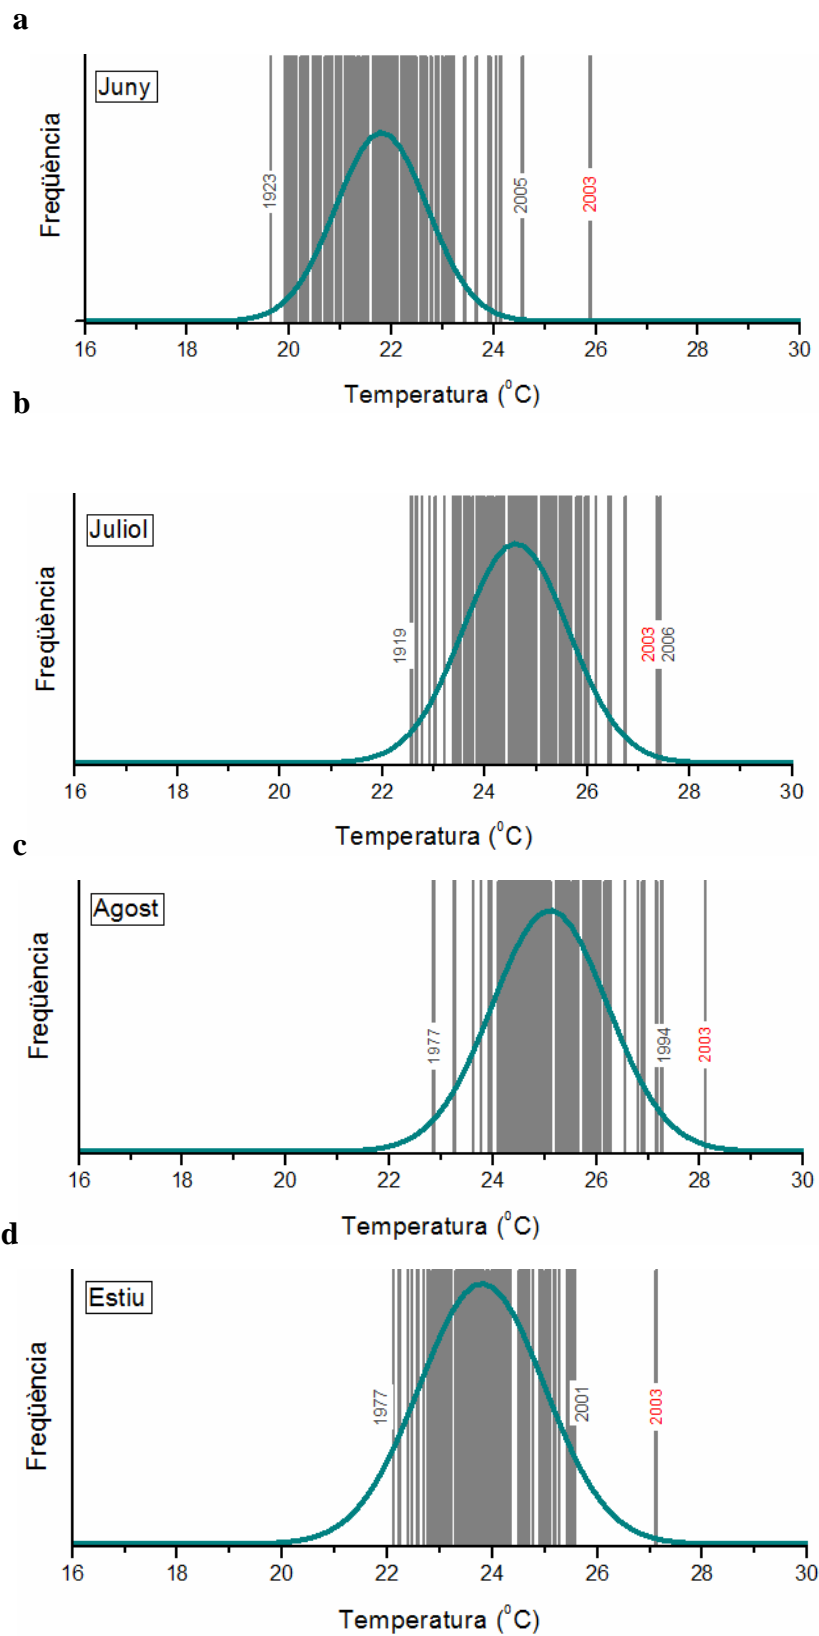 a
Juny
Freqüència
1923
2005
2003
16 18 20 22 24 26 28 30
Temperatura (⁰C)
b
Juliol
Freqüència
1919
2003
2006
16 18 20 22 24 26 28 30
Temperatura (⁰C)
c
Agost
Freqüència
1977
1994
2003
16 18 20 22 24 26 28 30
Temperatura (⁰C)
d
Estiu
Freqüència
1977
2001
2003
16 18 20 22 24 26 28 30
Temperatura (⁰C)